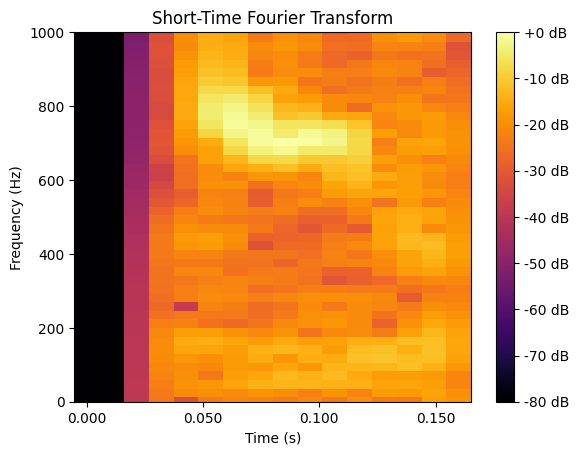 Short-Time Fourier Transform
1000
800
600
400
200
0
Frequency (Hz)
0.000
0.050
0.100
0.150
Time (s)
+0 dB
-10 dB
-20 dB
-30 dB
-40 dB
-50 dB
-60 dB
-70 dB
-80 dB